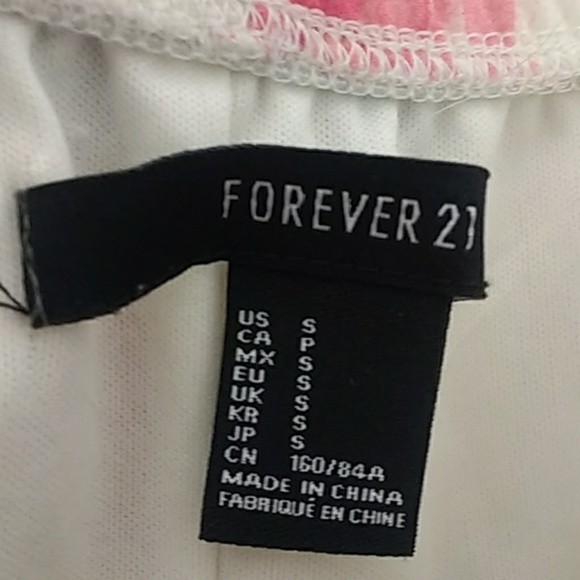 FOREVER 21
US S
CA P
MX S
EU S
UK S
KR S
JP S
CN 160/84A
MADE IN CHINA
FABRIQUÉ EN CHINE